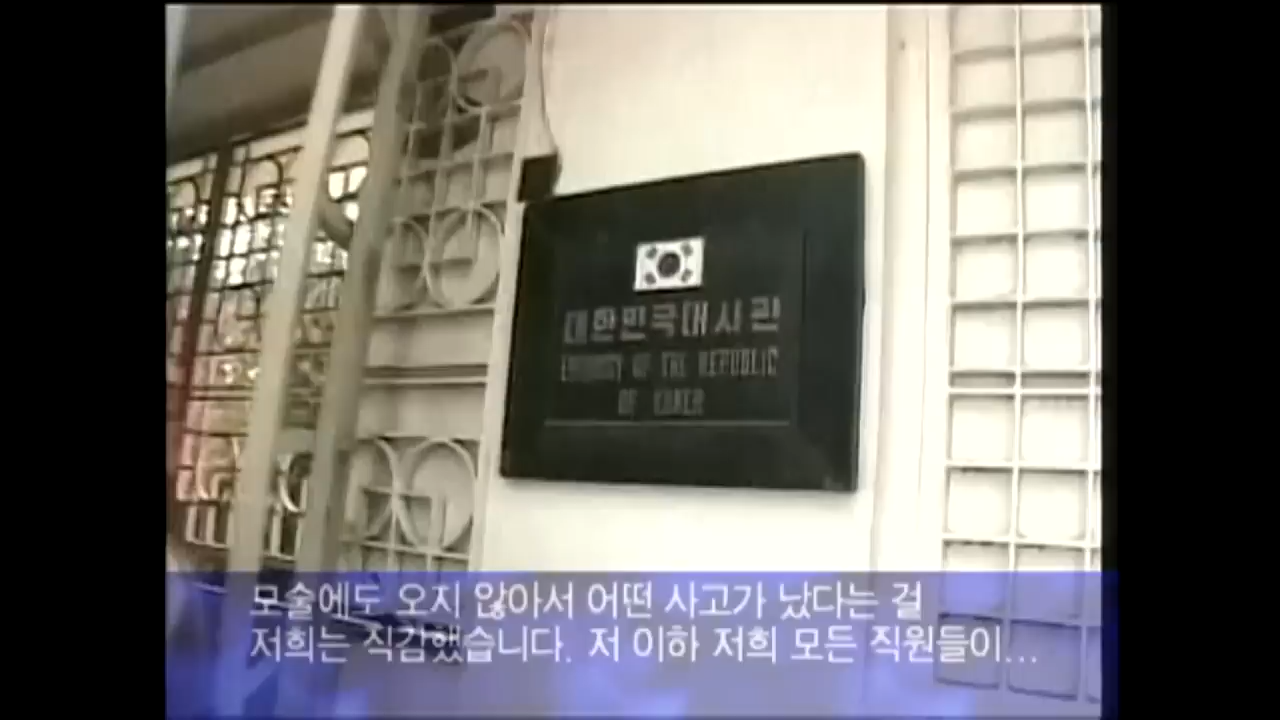 대한민국대사관
EMBASSY OF THE REPUBLIC
OF KOREA
모술에도 오지 않아서 어떤 사고가 났다는 걸
저희는 직감했습니다. 저 이하 저희 모든 직원들이...